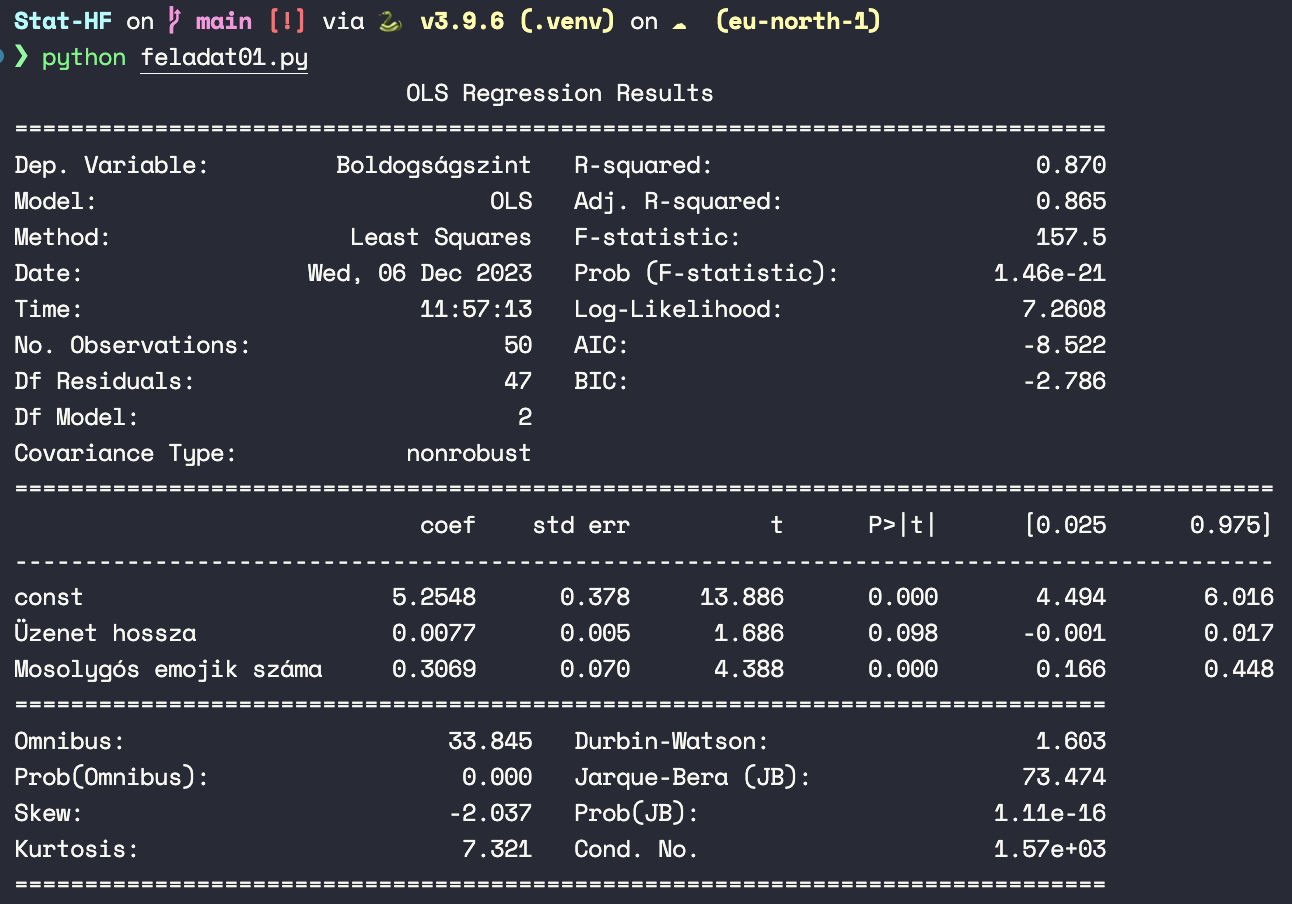 Stat-HF on main [!] via 🐍 v3.9.6 (.venv) on ☁ (eu-north-1)
❯ python feladat01.py
OLS Regression Results
==============================================================================
Dep. Variable: Boldogságszint R-squared: 0.870
Model: OLS Adj. R-squared: 0.865
Method: Least Squares F-statistic: 157.5
Date: Wed, 06 Dec 2023 Prob (F-statistic): 1.46e-21
Time: 11:57:13 Log-Likelihood: 7.2608
No. Observations: 50 AIC: -8.522
Df Residuals: 47 BIC: -2.786
Df Model: 2
Covariance Type: nonrobust
==========================================================================================
coef std err t P>|t| [0.025 0.975]
------------------------------------------------------------------------------------------
const 5.2548 0.378 13.886 0.000 4.494 6.016
Üzenet hossza 0.0077 0.005 1.686 0.098 -0.001 0.017
Mosolygós emojik száma 0.3069 0.070 4.388 0.000 0.166 0.448
==============================================================================
Omnibus: 33.845 Durbin-Watson: 1.603
Prob(Omnibus): 0.000 Jarque-Bera (JB): 73.474
Skew: -2.037 Prob(JB): 1.11e-16
Kurtosis: 7.321 Cond. No. 1.57e+03
==============================================================================